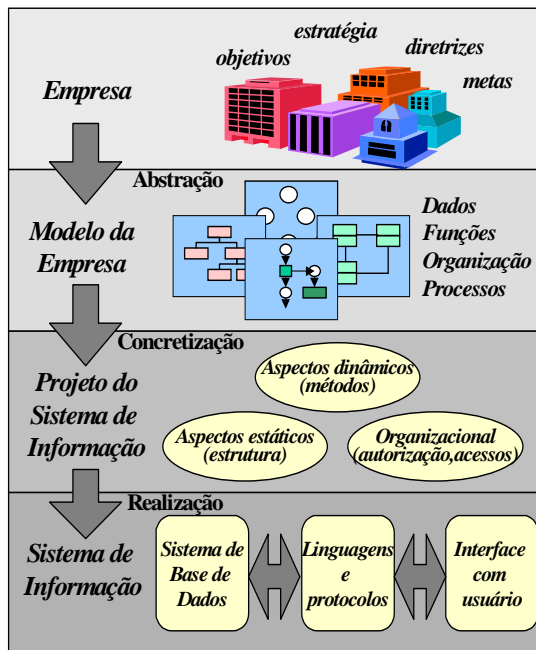 estratégia
objetivos
diretrizes
metas
Empresa
Abstração
Modelo da
Empresa
Dados
Funções
Organização
Processos
Concretização
Projeto do
Sistema de
Informação
Aspectos dinâmicos
(métodos)
Aspectos estáticos
(estrutura)
Organizacional
(autorização,acessos)
Realização
Sistema de
Informação
Sistema de
Base de
Dados
Linguagens
e
protocolos
Interface
com
usuário